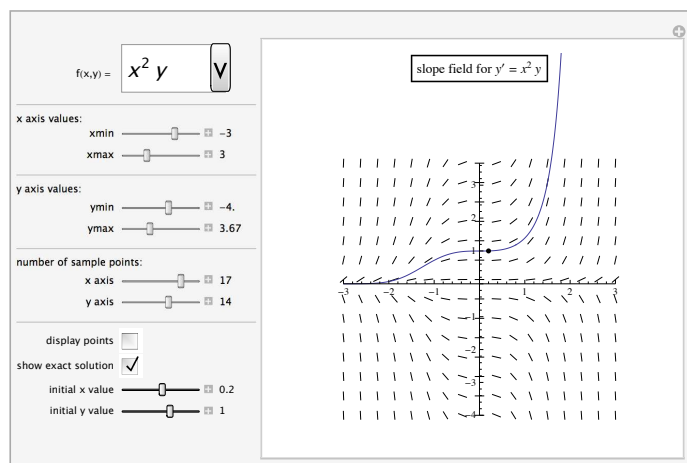 f(x,y) = x² y
x axis values:
xmin -3
xmax 3
y axis values:
ymin -4.
ymax 3.67
number of sample points:
x axis 17
y axis 14
display points
show exact solution
initial x value 0.2
initial y value 1
slope field for y′ = x² y
3
2
1
-3 -2 -1 1 2 3
-1
-2
-3
-4